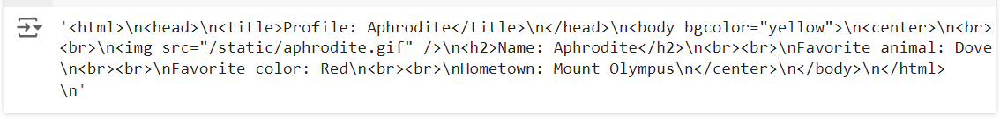 '<html>\n<head>\n<title>Profile: Aphrodite</title>\n</head>\n<body bgcolor="yellow">\n<center>\n<br>
<br>\n<img src="/static/aphrodite.gif" />\n<h2>Name: Aphrodite</h2>\n<br><br>\nFavorite animal: Dove
\n<br><br>\nFavorite color: Red\n<br><br>\nHometown: Mount Olympus\n</center>\n</body>\n</html>
\n'